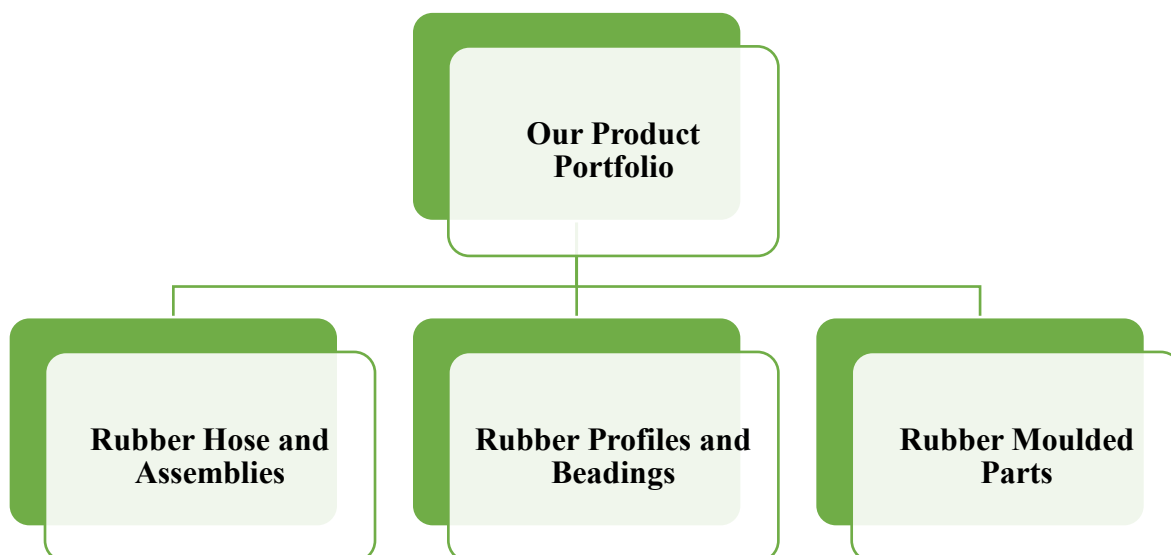 Our Product
Portfolio
Rubber Hose and
Assemblies
Rubber Profiles and
Beadings
Rubber Moulded
Parts